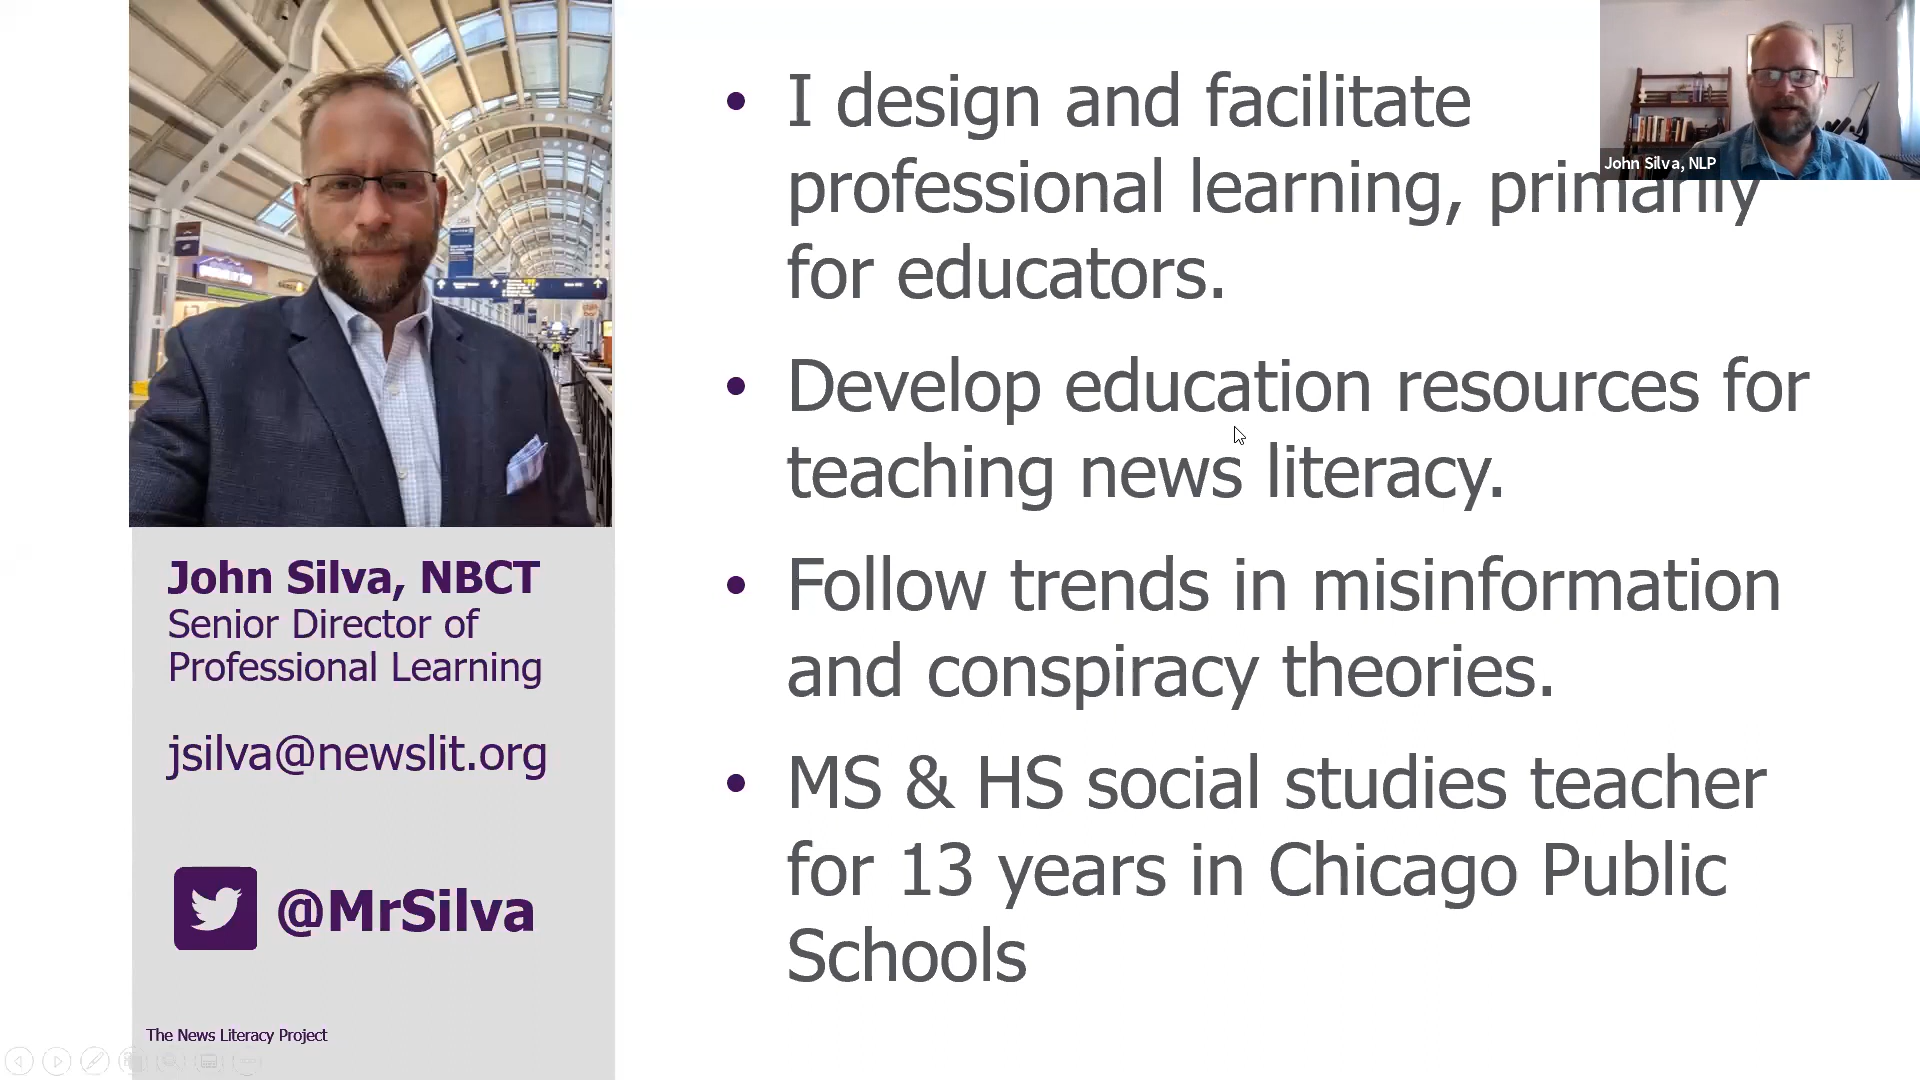 John Silva, NBCT
Senior Director of
Professional Learning
jsilva@newslit.org
@MrSilva
The News Literacy Project
• I design and facilitate
professional learning, primarily
for educators.
• Develop education resources for
teaching news literacy.
• Follow trends in misinformation
and conspiracy theories.
• MS & HS social studies teacher
for 13 years in Chicago Public
Schools
John Silva, NLP